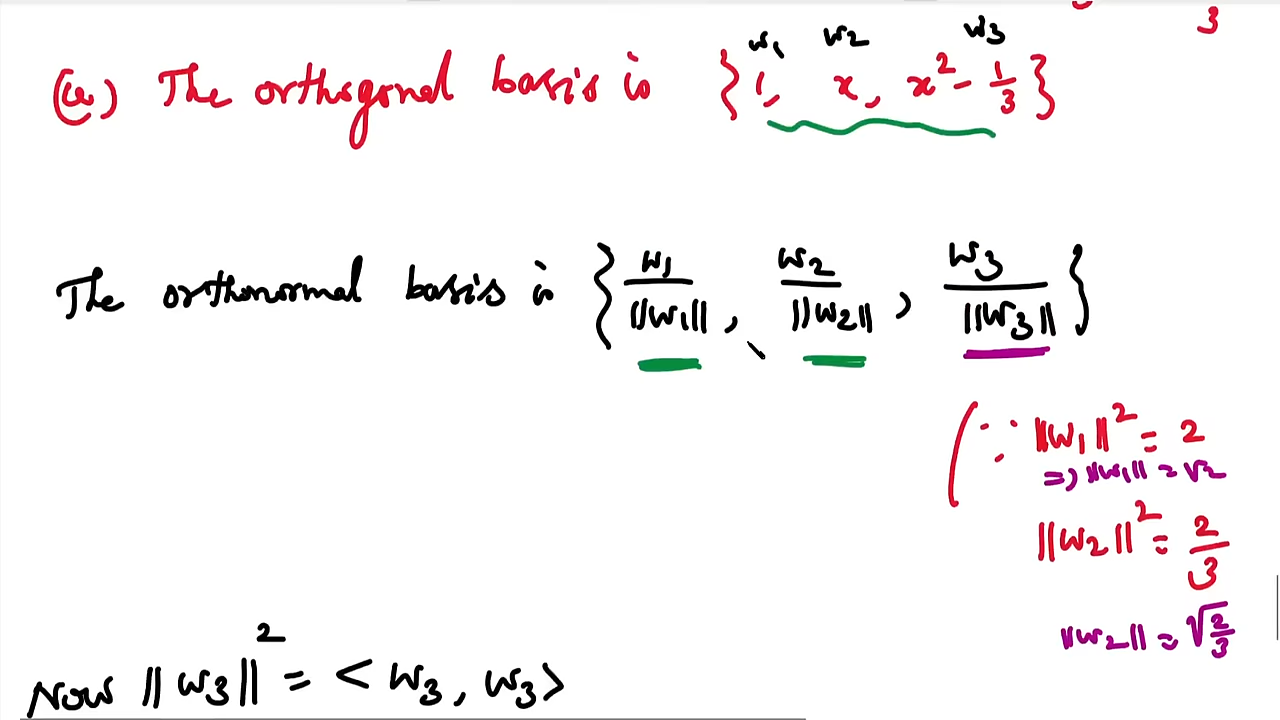 3
w1 w2 w3
(a) The orthogonal basis is {1, x, x² - 1/3}
The orthonormal basis is {w1/||w1||, w2/||w2||, w3/||w3||}
(∵ ||w1||² = 2
=> ||w1|| = √2
||w2||² = 2/3
||w2|| = √(2/3)
Now ||w3||² = <w3, w3>